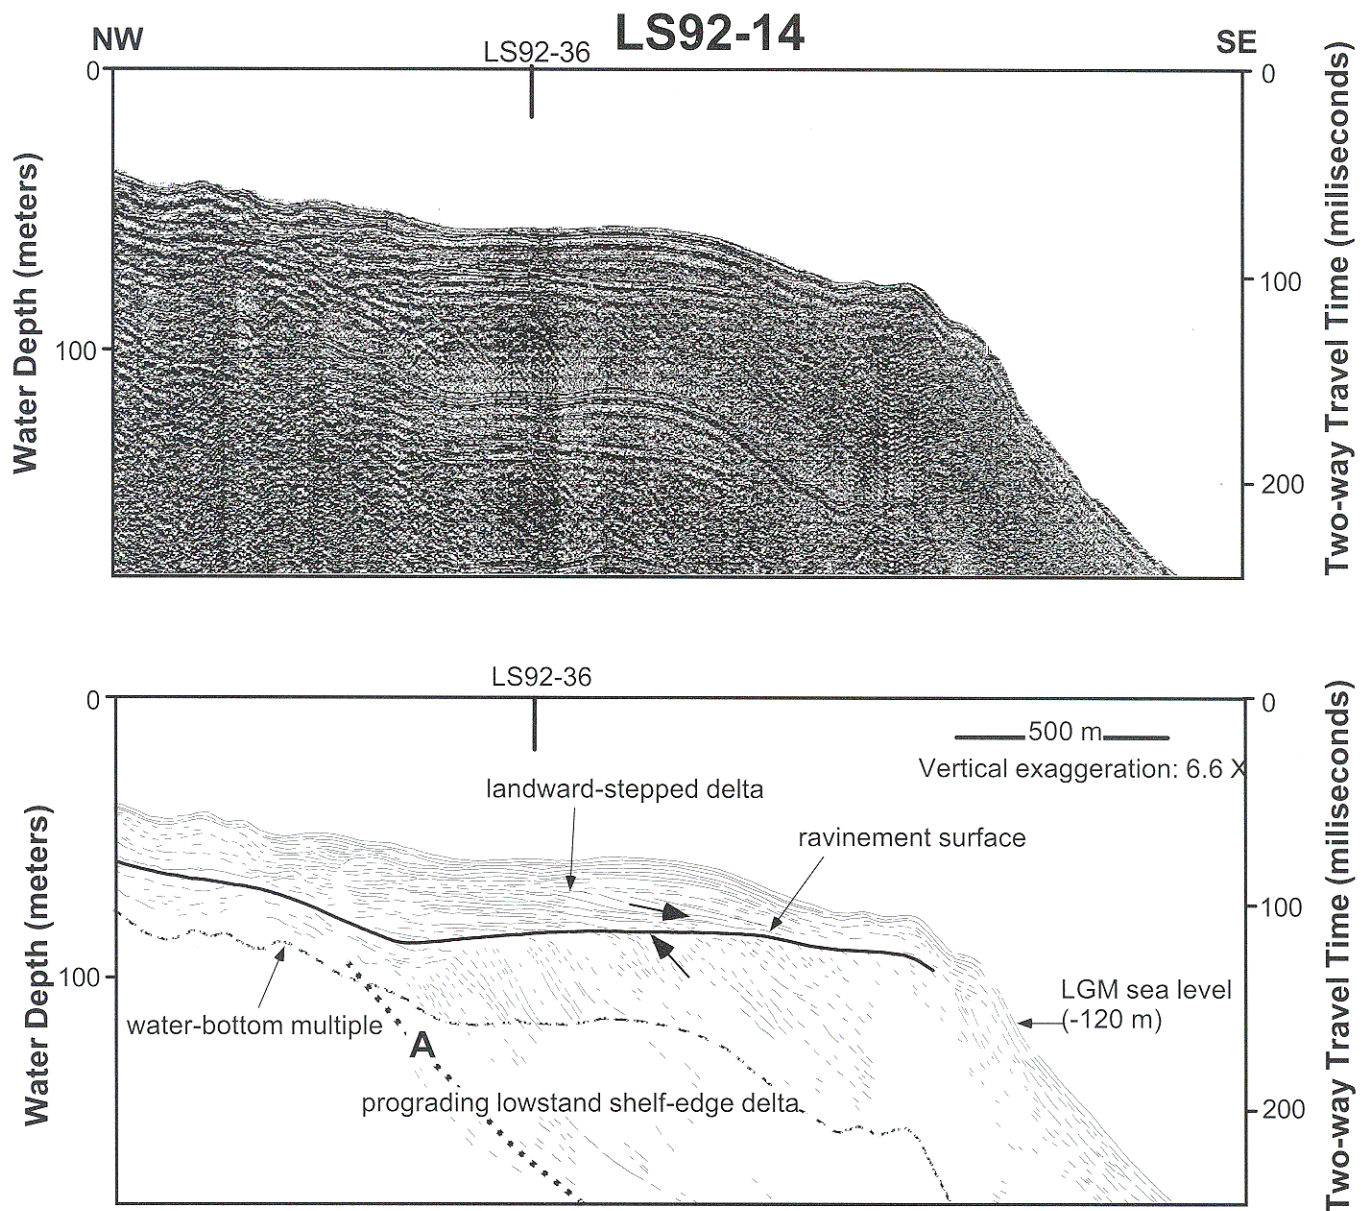 NW
LS92-36
LS92-14
SE
0
0
100
100
200
Water Depth (meters)
Two-way Travel Time (miliseconds)
LS92-36
0
0
500 m
Vertical exaggeration: 6.6 X
landward-stepped delta
ravinement surface
100
100
LGM sea level
(-120 m)
water-bottom multiple
A
prograding lowstand shelf-edge delta
200
Water Depth (meters)
Two-way Travel Time (miliseconds)